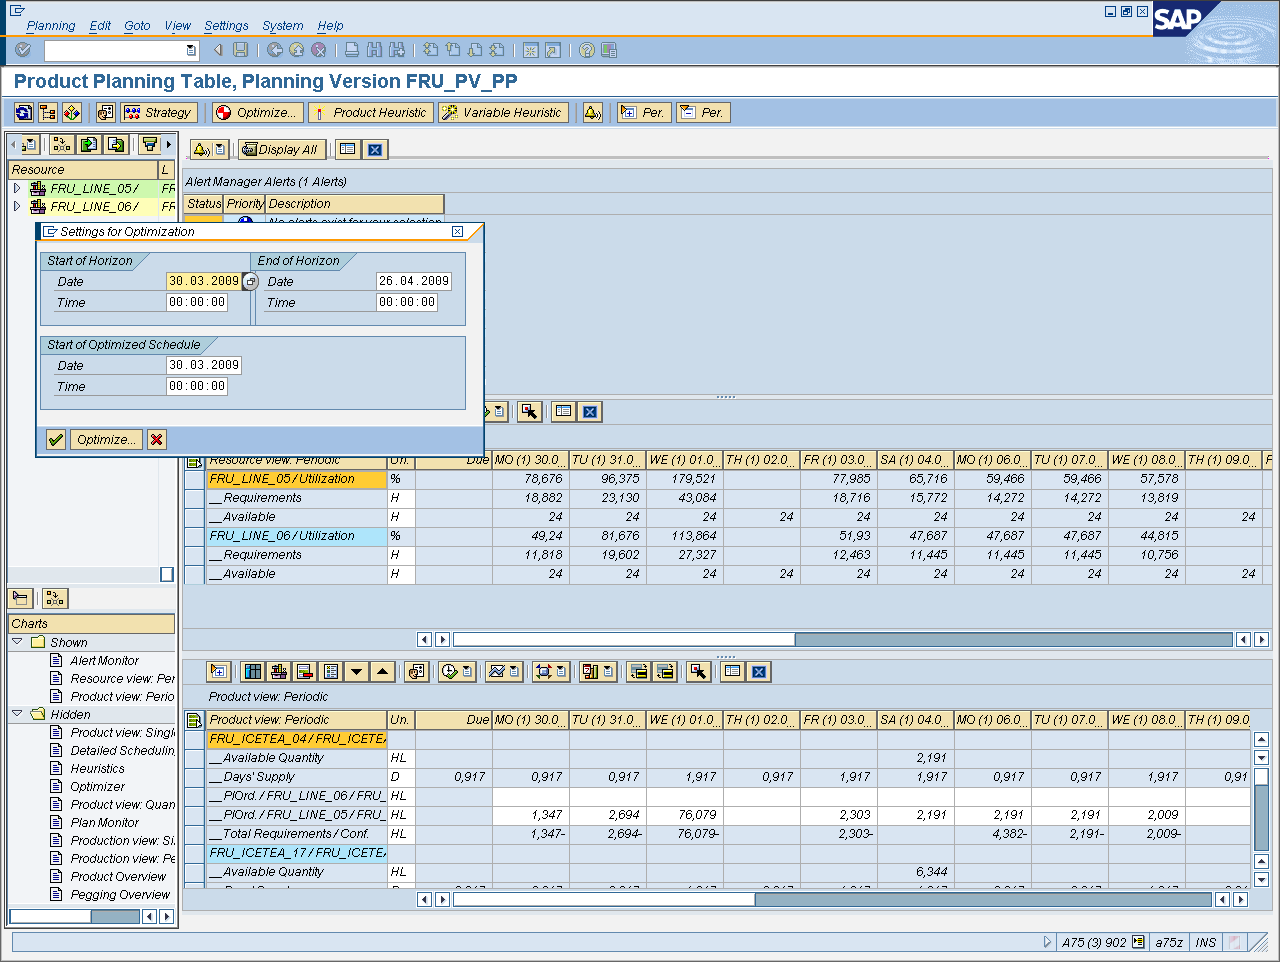 Planning Edit Goto View Settings System Help
SAP
Product Planning Table, Planning Version FRU_PV_PP
Strategy Optimize... Product Heuristic Variable Heuristic Per. Per.
Display All
Resource L
FRU_LINE_05/ FR
FRU_LINE_06/ FR
Alert Manager Alerts (1 Alerts)
Status Priority Description
No alerts exist for your selection
Settings for Optimization
Start of Horizon End of Horizon
Date 30.03.2009 Date 26.04.2009
Time 00:00:00 Time 00:00:00
Start of Optimized Schedule
Date 30.03.2009
Time 00:00:00
Optimize...
Resource view: Periodic Un. Due MO (1) 30.0... TU (1) 31.0... WE (1) 01.0... TH (1) 02.0... FR (1) 03.0... SA (1) 04.0... MO (1) 06.0... TU (1) 07.0... WE (1) 08.0... TH (1) 09.0... F
FRU_LINE_05/Utilization % 78,676 96,375 179,521 77,985 65,716 59,466 59,466 57,578
__Requirements H 18,882 23,130 43,084 18,716 15,772 14,272 14,272 13,819
__Available H 24 24 24 24 24 24 24 24 24 24
FRU_LINE_06/Utilization % 49,24 81,676 113,864 51,93 47,687 47,687 47,687 44,815
__Requirements H 11,818 19,602 27,327 12,463 11,445 11,445 11,445 10,756
__Available H 24 24 24 24 24 24 24 24 24 24
Charts
Shown
Alert Monitor
Resource view: Per
Product view: Perio
Hidden
Product view: Singl
Detailed Schedulin
Heuristics
Optimizer
Product view: Quan
Plan Monitor
Production view: Si
Production view: Pe
Product Overview
Pegging Overview
Product view: Periodic
Product view: Periodic Un. Due MO (1) 30.0... TU (1) 31.0... WE (1) 01.0... TH (1) 02.0... FR (1) 03.0... SA (1) 04.0... MO (1) 06.0... TU (1) 07.0... WE (1) 08.0... TH (1) 09.0
FRU_ICETEA_04/FRU_ICETEA
__Available Quantity HL 2,191
__Days' Supply D 0,917 0,917 0,917 1,917 0,917 1,917 1,917 0,917 0,917 1,917 0,91
__PlOrd./FRU_LINE_06/FRU_ HL
__PlOrd./FRU_LINE_05/FRU_ HL 1,347 2,694 76,079 2,303 2,191 2,191 2,191 2,009
__Total Requirements/Conf. HL 1,347- 2,694- 76,079- 2,303- 4,382- 2,191- 2,009-
FRU_ICETEA_17/FRU_ICETEA
__Available Quantity HL 6,344
A75 (3) 902 a75z INS